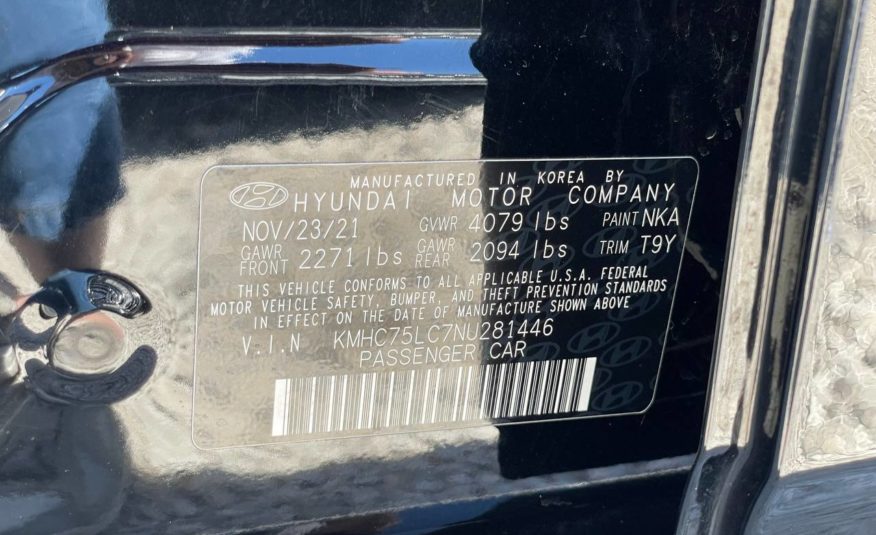 MANUFACTURED IN KOREA BY
HYUNDAI MOTOR COMPANY
NOV/23/21 GVWR 4079 lbs PAINT NKA
GAWR FRONT 2271 lbs GAWR REAR 2094 lbs TRIM T9Y
THIS VEHICLE CONFORMS TO ALL APPLICABLE U.S.A. FEDERAL
MOTOR VEHICLE SAFETY, BUMPER, AND THEFT PREVENTION STANDARDS
IN EFFECT ON THE DATE OF MANUFACTURE SHOWN ABOVE
V.I.N KMHC75LC7NU281446
PASSENGER CAR